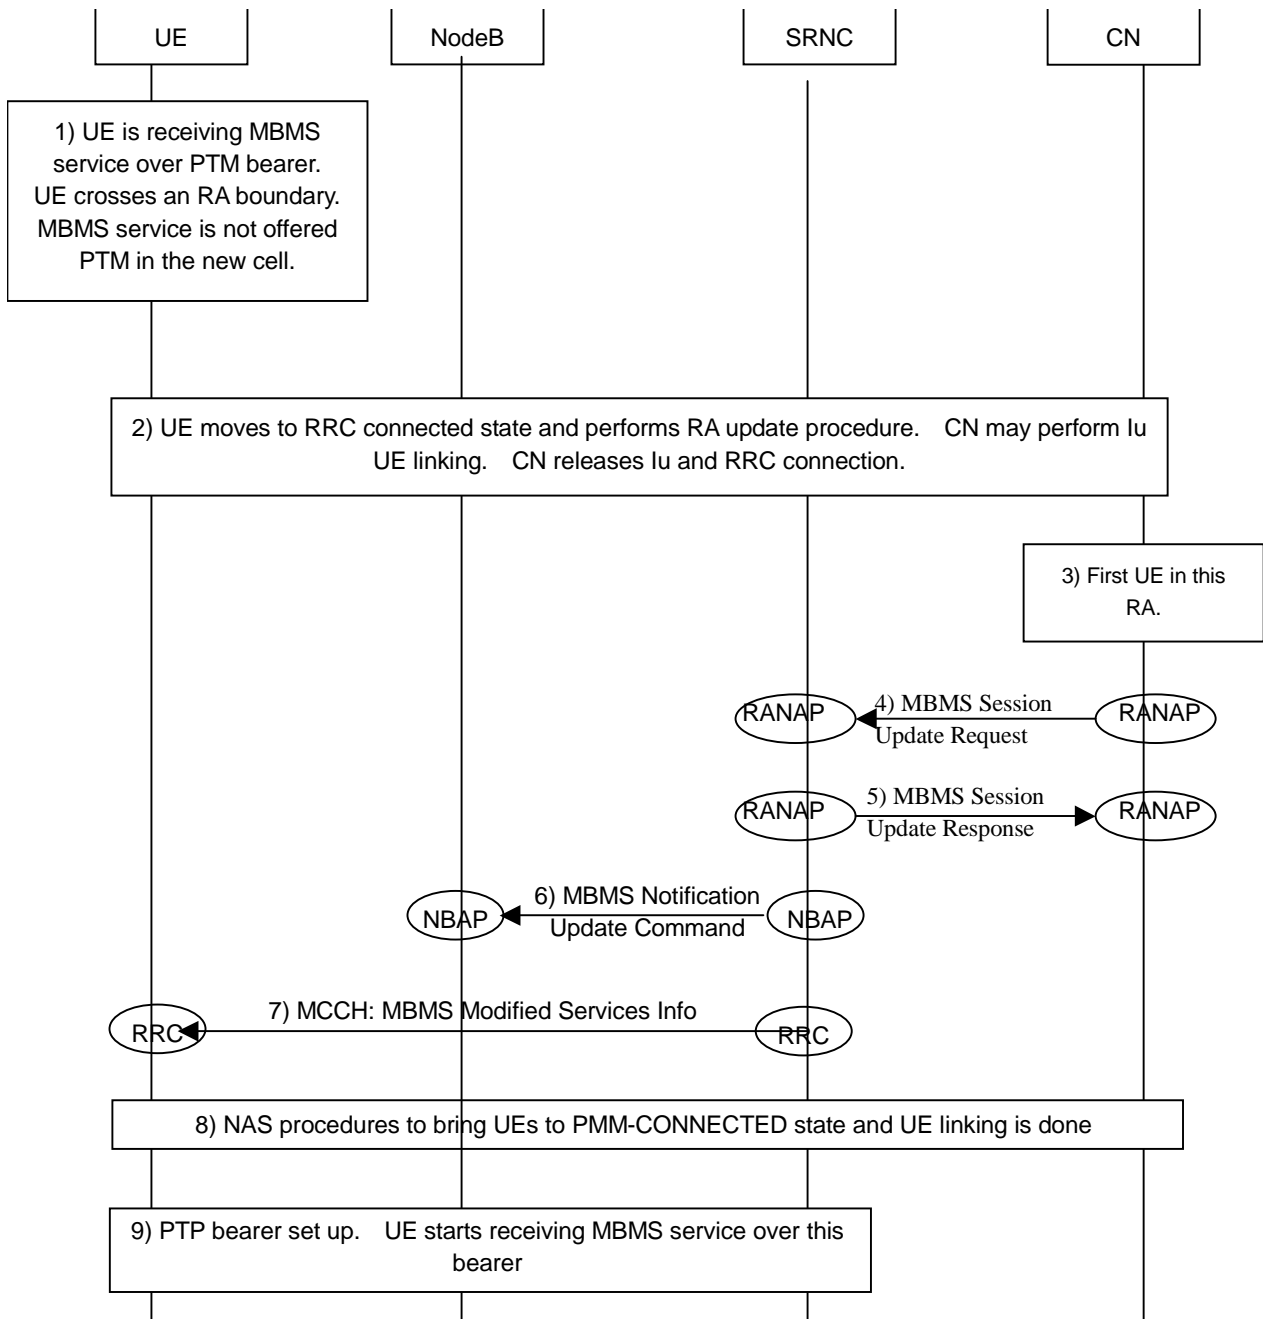 UE NodeB SRNC CN
1) UE is receiving MBMS
service over PTM bearer.
UE crosses an RA boundary.
MBMS service is not offered
PTM in the new cell.
2) UE moves to RRC connected state and performs RA update procedure. CN may perform Iu
UE linking. CN releases Iu and RRC connection.
3) First UE in this
RA.
RANAP 4) MBMS Session RANAP
Update Request
RANAP 5) MBMS Session RANAP
Update Response
NBAP 6) MBMS Notification NBAP
Update Command
RRC 7) MCCH: MBMS Modified Services Info RRC
8) NAS procedures to bring UEs to PMM-CONNECTED state and UE linking is done
9) PTP bearer set up. UE starts receiving MBMS service over this
bearer